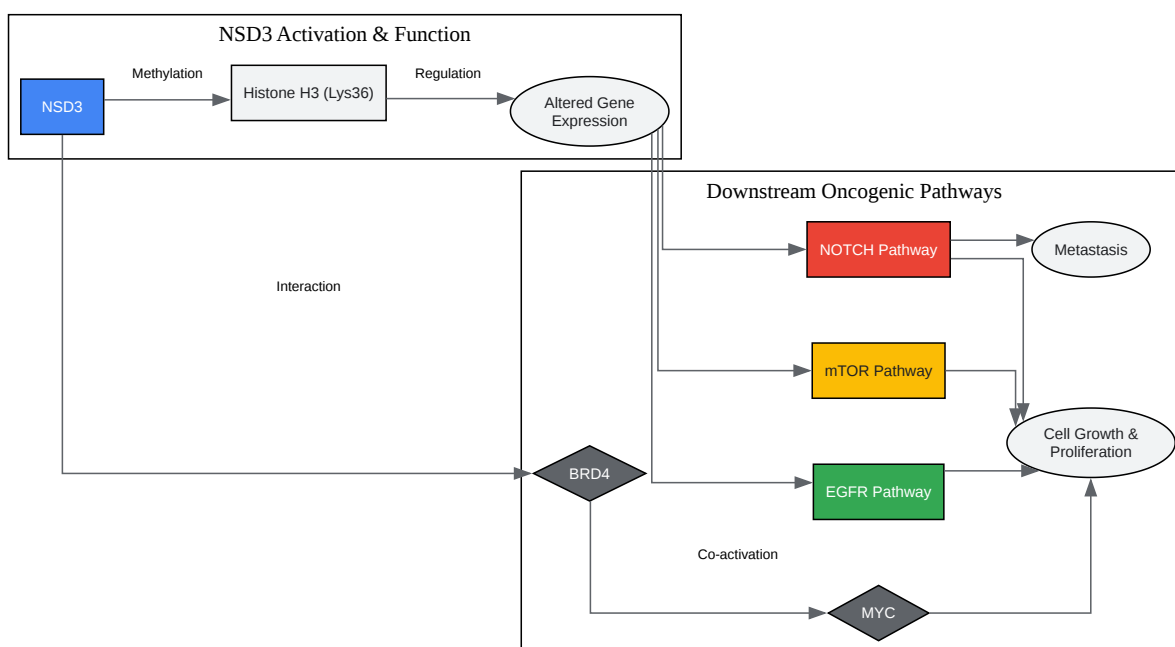 NSD3 Activation & Function
Methylation
Regulation
NSD3
Histone H3 (Lys36)
Altered Gene
Expression
Downstream Oncogenic Pathways
NOTCH Pathway
Metastasis
Interaction
mTOR Pathway
Cell Growth &
Proliferation
BRD4
EGFR Pathway
Co-activation
MYC